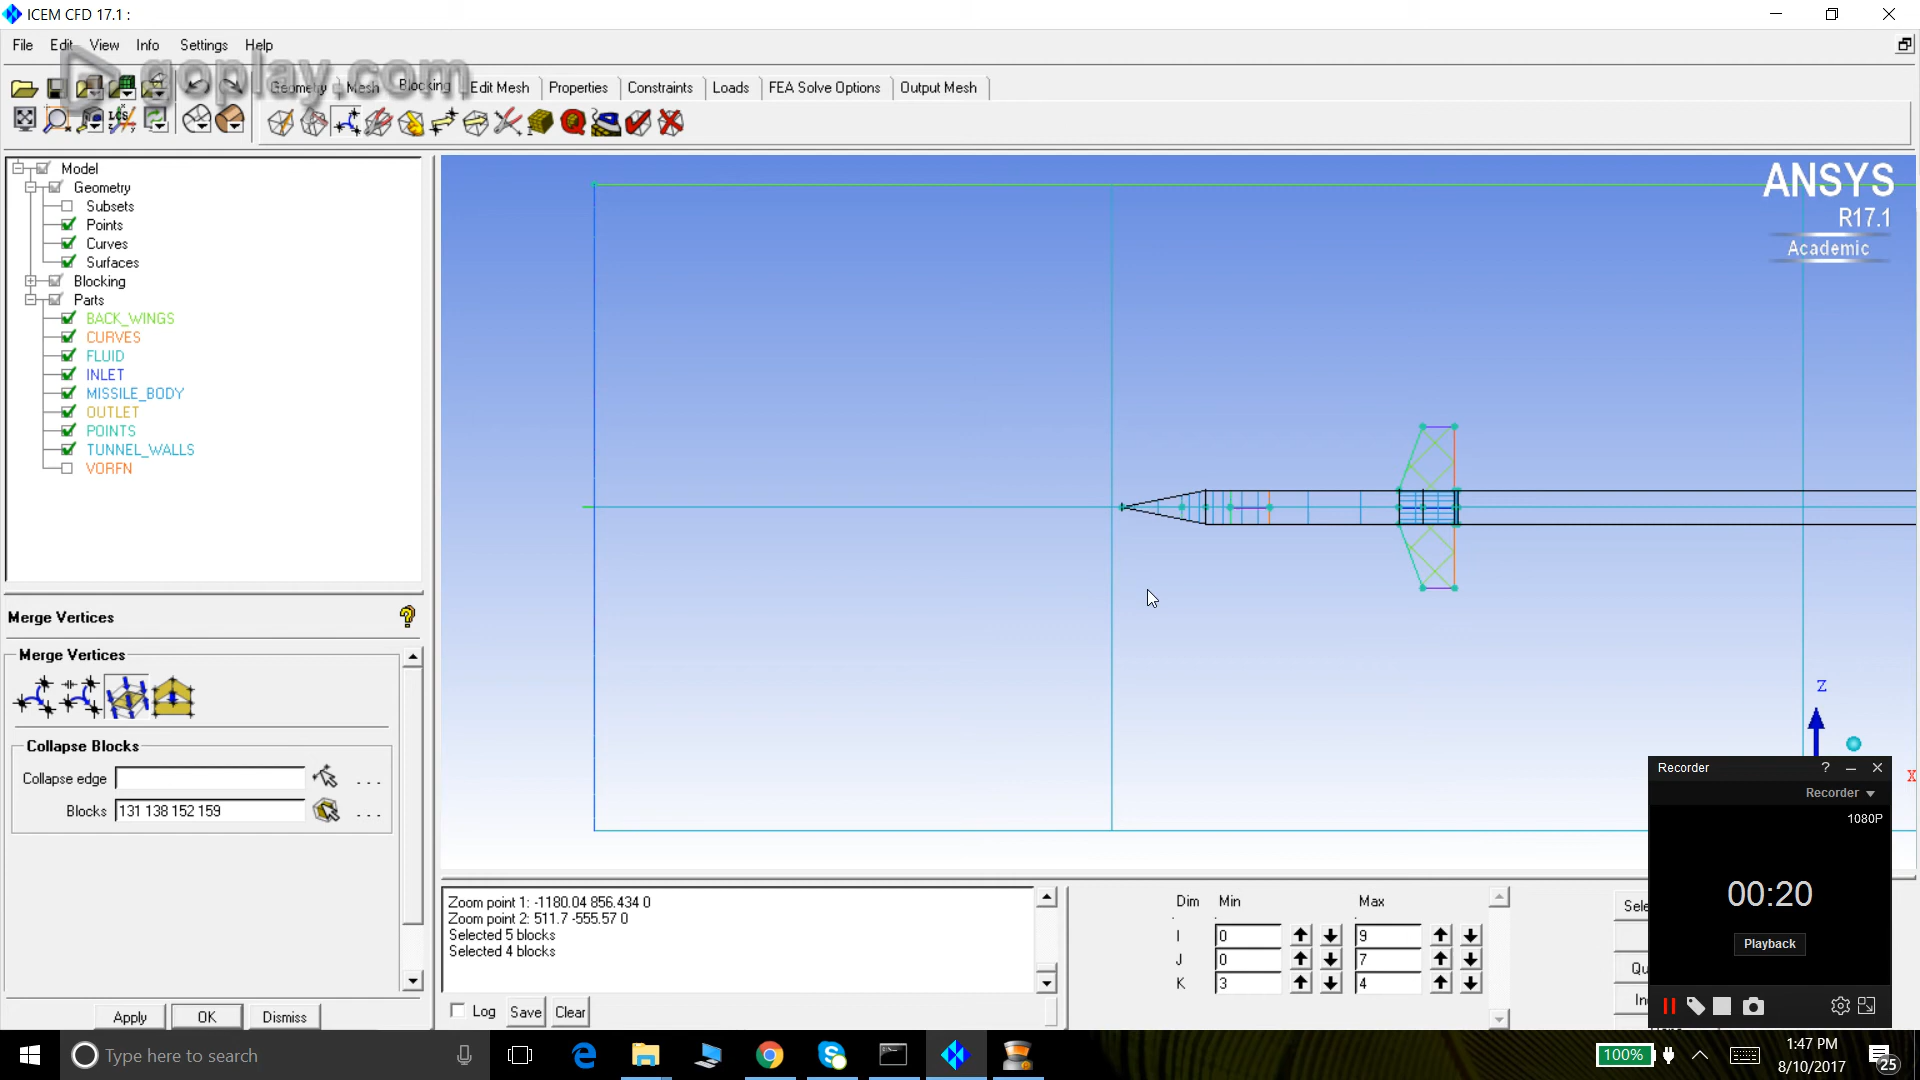 ICEM CFD 17.1 :
File Edit View Info Settings Help
goplay.com
Geometry Mesh Blocking Edit Mesh Properties Constraints Loads FEA Solve Options Output Mesh
LCS
Model
Geometry
Subsets
Points
Curves
Surfaces
Blocking
Parts
BACK_WINGS
CURVES
FLUID
INLET
MISSILE_BODY
OUTLET
POINTS
TUNNEL_WALLS
VORFN
ANSYS
R17.1
Academic
Z
X
Merge Vertices
Merge Vertices
Collapse Blocks
Collapse edge
Blocks 131 138 152 159
Apply OK Dismiss
Zoom point 1: -1180.04 856.434 0
Zoom point 2: 511.7 -555.57 0
Selected 5 blocks
Selected 4 blocks
Log Save Clear
Dim Min Max
I 0 9
J 0 7
K 3 4
Recorder
Recorder
1080P
00:20
Playback
Type here to search
100%
1:47 PM
8/10/2017
25